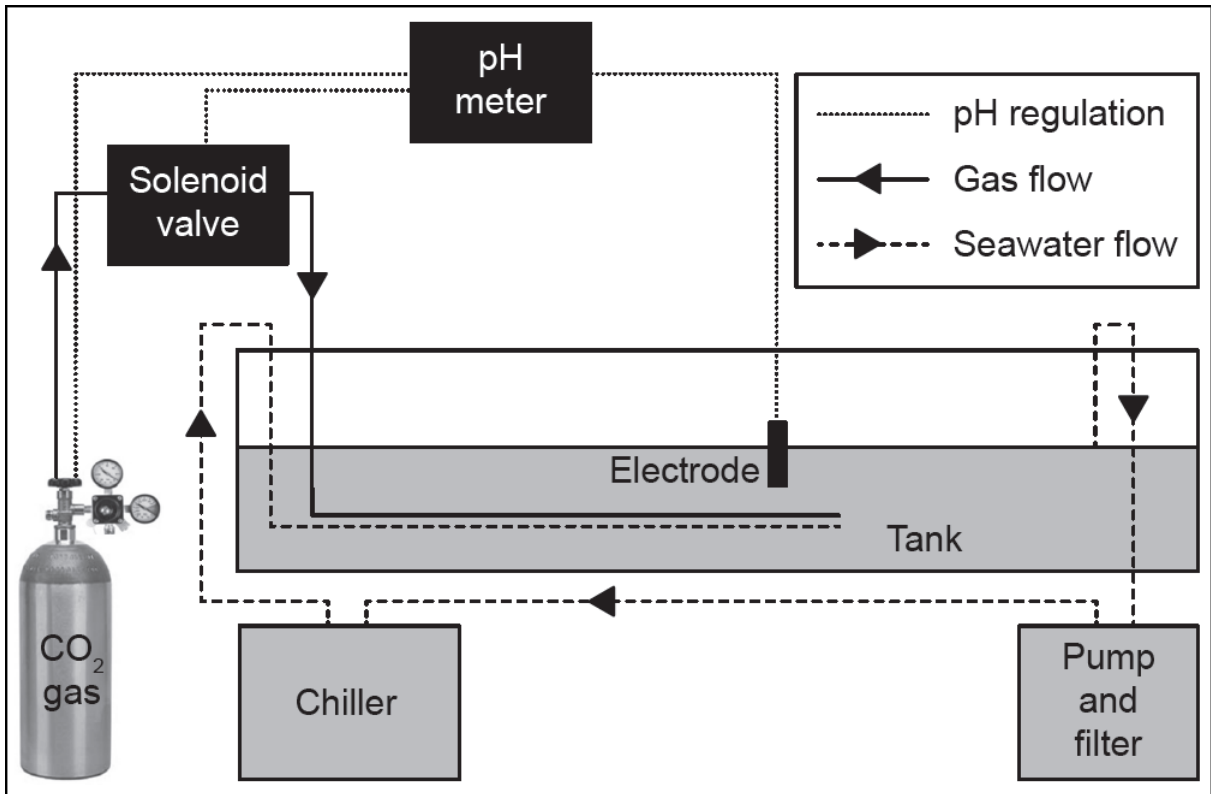 pH
meter
pH regulation
Gas flow
Seawater flow
Solenoid
valve
Electrode
Tank
CO₂
gas
Chiller
Pump
and
filter